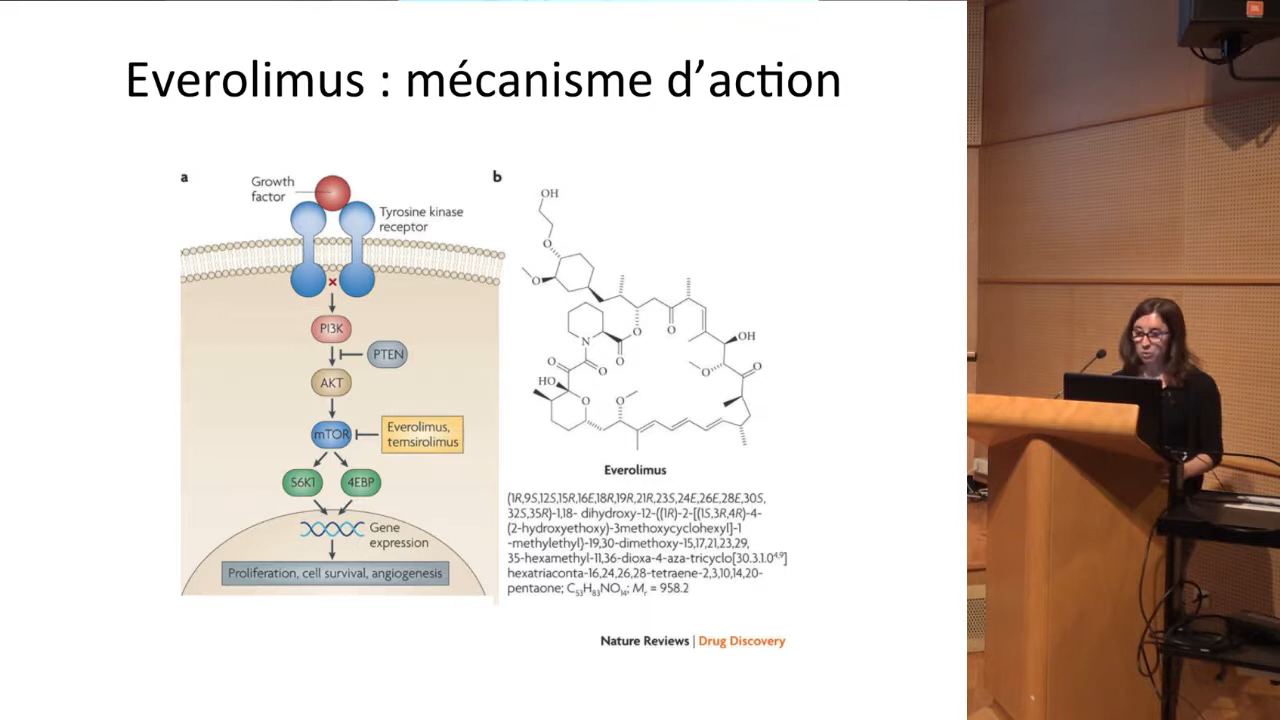 Everolimus : mécanisme d'action
a
Growth
factor
Tyrosine kinase
receptor
PI3K
PTEN
AKT
mTOR
Everolimus,
temsirolimus
S6K1
4EBP
Gene
expression
Proliferation, cell survival, angiogenesis
b
OH
O
O
O
O
OH
N
O
O
O
O
O
HO
O
O
Everolimus
(1R,9S,12S,15R,16E,18R,19R,21R,23S,24E,26E,28E,30S,
32S,35R)-1,18- dihydroxy-12-{(1R)-2-[(1S,3R,4R)-4-
(2-hydroxyethoxy)-3methoxycyclohexyl]-1
-methylethyl}-19,30-dimethoxy-15,17,21,23,29,
35-hexamethyl-11,36-dioxa-4-aza-tricyclo[30.3.1.0⁴,⁹]
hexatriaconta-16,24,26,28-tetraene-2,3,10,14,20-
pentaone; C₅₃H₈₃NO₁₄; Mᵣ = 958.2
Nature Reviews | Drug Discovery
JBL